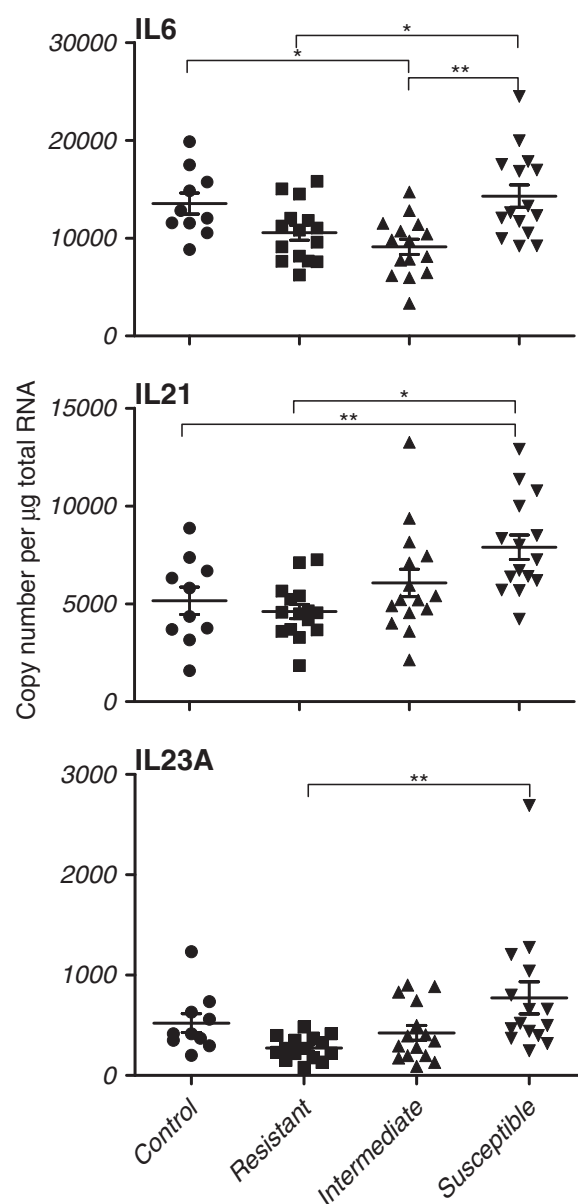 IL6
30000
*
*
**
20000
10000
0
IL21
15000
*
**
10000
5000
0
Copy number per µg total RNA
IL23A
3000
**
2000
1000
0
Control
Resistant
Intermediate
Susceptible